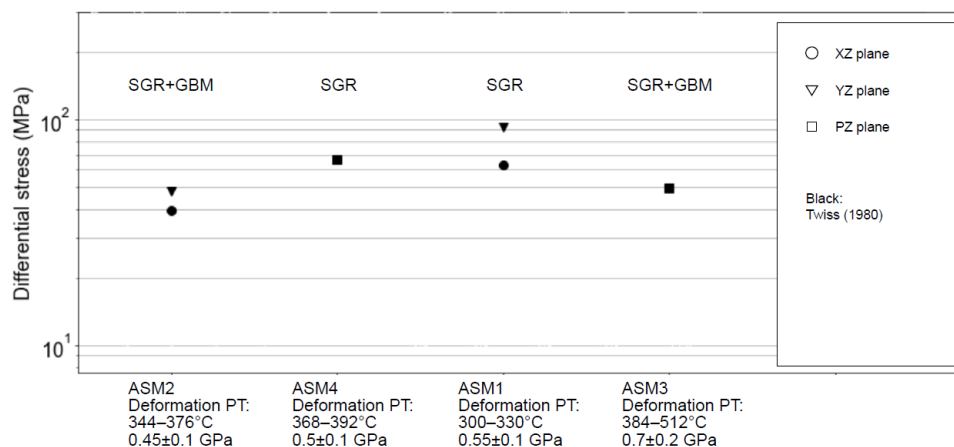 Differential stress (MPa)
10²
10¹
SGR+GBM
SGR
SGR
SGR+GBM
XZ plane
YZ plane
PZ plane
Black:
Twiss (1980)
ASM2
Deformation PT:
344–376°C
0.45±0.1 GPa
ASM4
Deformation PT:
368–392°C
0.5±0.1 GPa
ASM1
Deformation PT:
300–330°C
0.55±0.1 GPa
ASM3
Deformation PT:
384–512°C
0.7±0.2 GPa